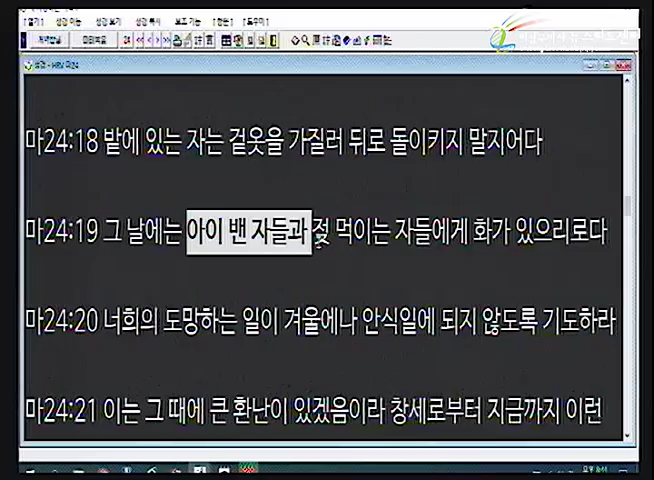 성경 - HRV 마24
마24:18 밭에 있는 자는 겉옷을 가질러 뒤로 돌이키지 말지어다
마24:19 그 날에는 아이 밴 자들과 젖 먹이는 자들에게 화가 있으리로다
마24:20 너희의 도망하는 일이 겨울에나 안식일에 되지 않도록 기도하라
마24:21 이는 그 때에 큰 환난이 있겠음이라 창세로부터 지금까지 이런